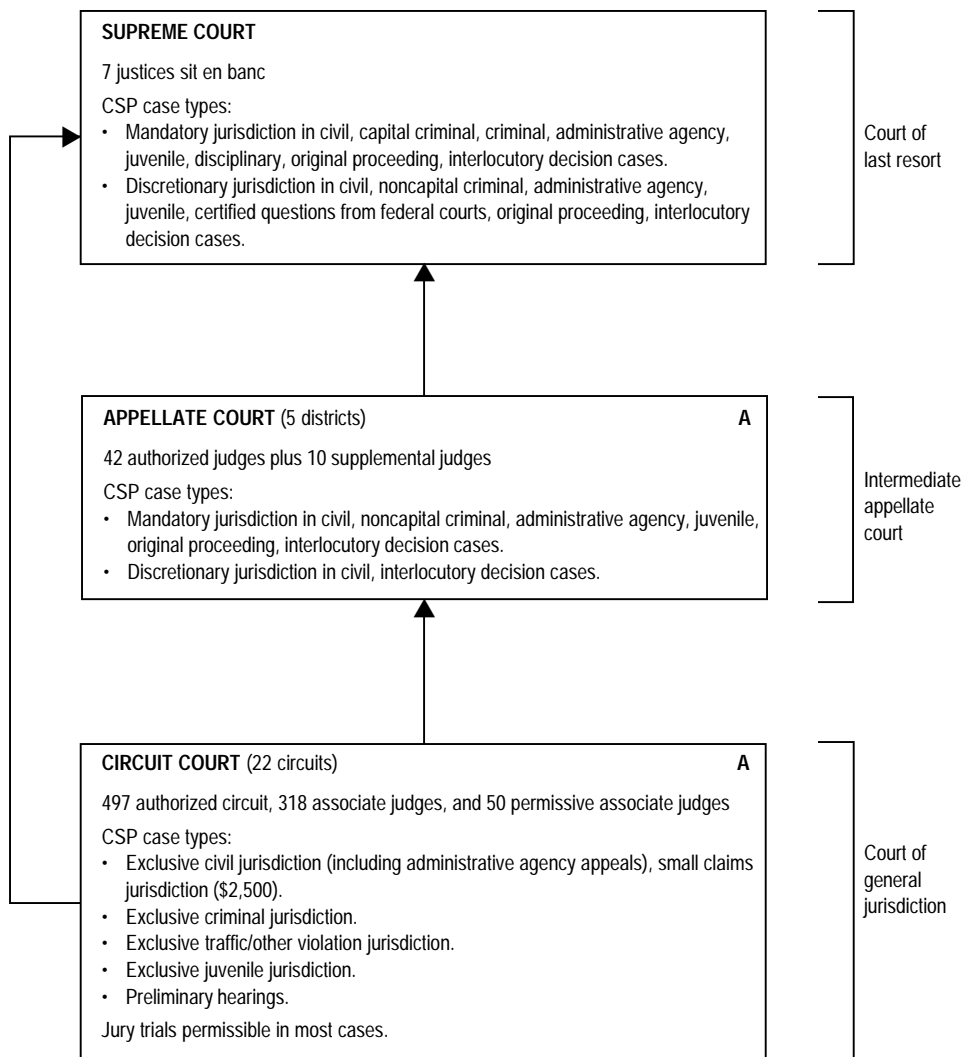 SUPREME COURT
7 justices sit en banc
CSP case types:
• Mandatory jurisdiction in civil, capital criminal, criminal, administrative agency,
juvenile, disciplinary, original proceeding, interlocutory decision cases.
• Discretionary jurisdiction in civil, noncapital criminal, administrative agency,
juvenile, certified questions from federal courts, original proceeding, interlocutory
decision cases.
Court of
last resort
APPELLATE COURT (5 districts) A
42 authorized judges plus 10 supplemental judges
CSP case types:
• Mandatory jurisdiction in civil, noncapital criminal, administrative agency, juvenile,
original proceeding, interlocutory decision cases.
• Discretionary jurisdiction in civil, interlocutory decision cases.
Intermediate
appellate
court
CIRCUIT COURT (22 circuits) A
497 authorized circuit, 318 associate judges, and 50 permissive associate judges
CSP case types:
• Exclusive civil jurisdiction (including administrative agency appeals), small claims
jurisdiction ($2,500).
• Exclusive criminal jurisdiction.
• Exclusive traffic/other violation jurisdiction.
• Exclusive juvenile jurisdiction.
• Preliminary hearings.
Jury trials permissible in most cases.
Court of
general
jurisdiction